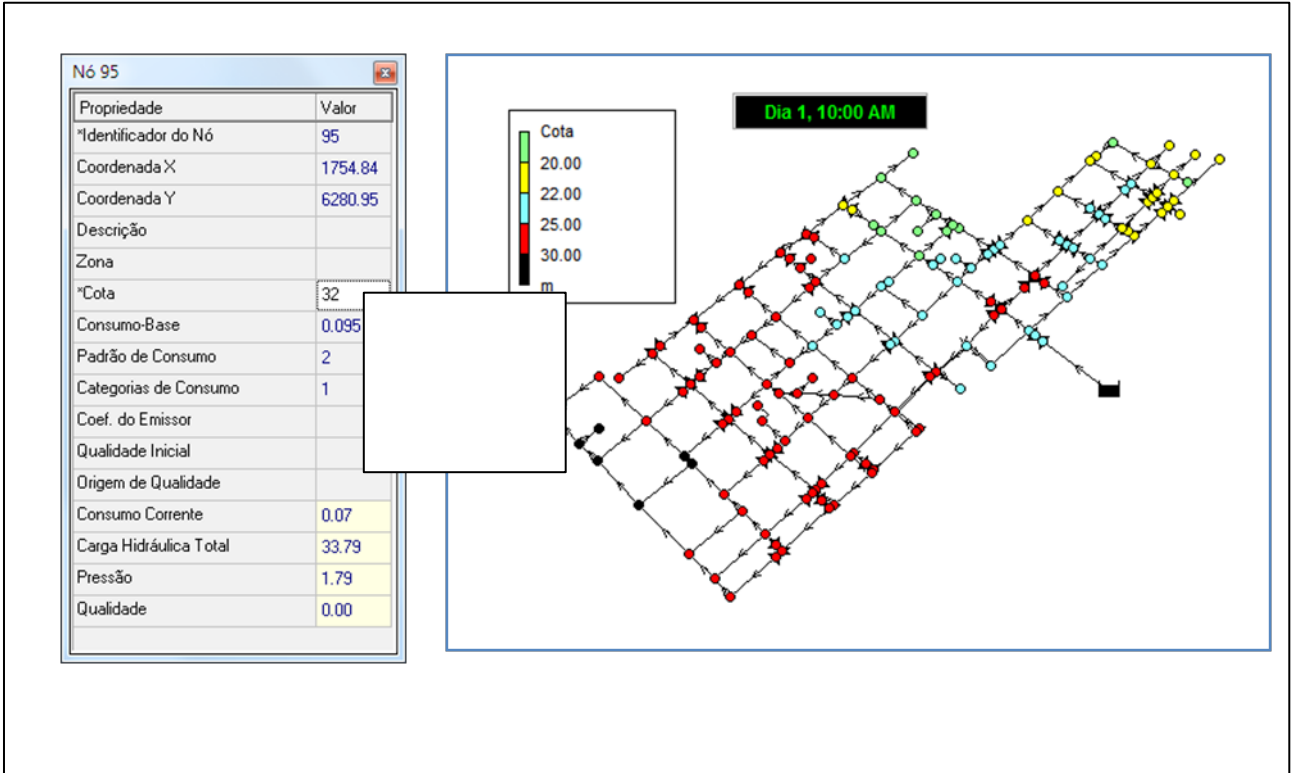 Nó 95
Propriedade Valor
*Identificador do Nó 95
Coordenada X 1754.84
Coordenada Y 6280.95
Descrição
Zona
*Cota 32
Consumo-Base 0.095
Padrão de Consumo 2
Categorias de Consumo 1
Coef. do Emissor
Qualidade Inicial
Origem de Qualidade
Consumo Corrente 0.07
Carga Hidráulica Total 33.79
Pressão 1.79
Qualidade 0.00
Dia 1, 10:00 AM
Cota
20.00
22.00
25.00
30.00
m